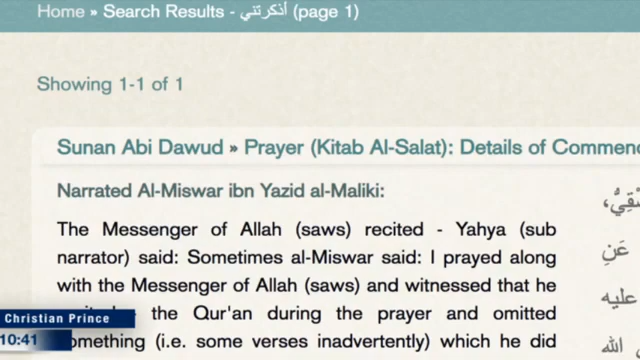 Home » Search Results - أذكرتني (page 1)
Showing 1-1 of 1
Sunan Abi Dawud » Prayer (Kitab Al-Salat): Details of
Narrated Al-Miswar ibn Yazid al-Maliki:
The Messenger of Allah (saws) recited - Yahya (sub
narrator) said: Sometimes al-Miswar said: I prayed along
with the Messenger of Allah (saws) and witnessed that he
the Qur'an during the prayer and omitted
(i.e. some verses inadvertently) which he did
عَنِ
عليه
الله
Christian Prince
10:41